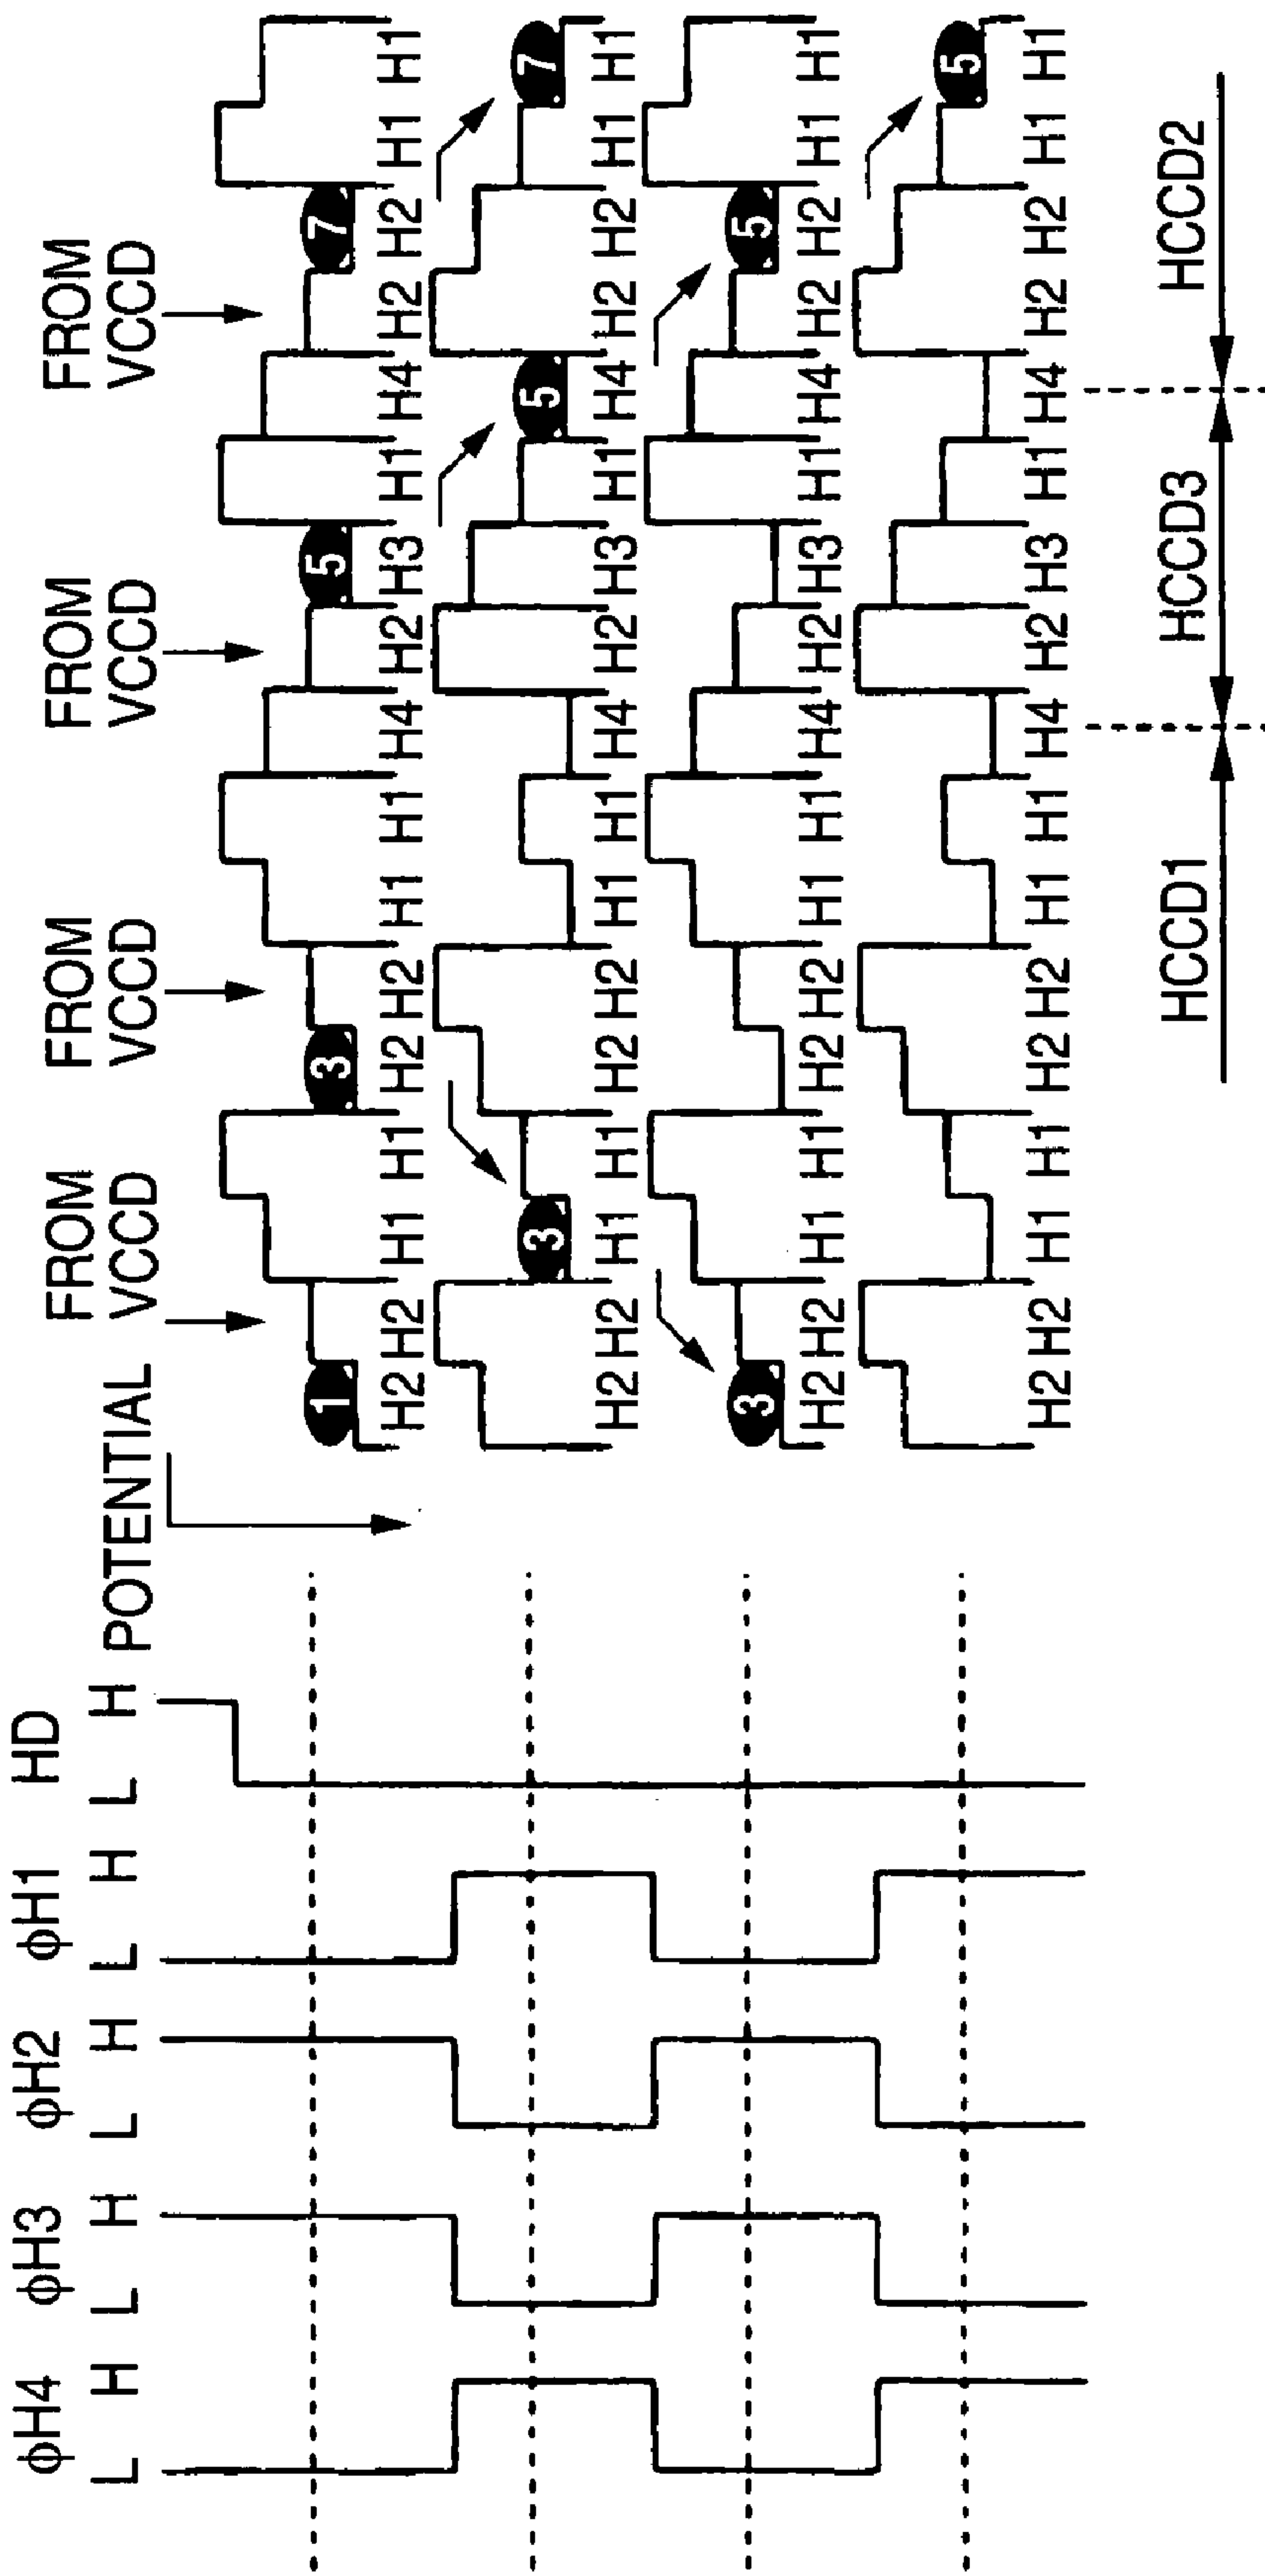 φH4 φH3 φH2 φH1 HD
L H L H L H L H L H
POTENTIAL
FROM VCCD
FROM VCCD
FROM VCCD
FROM VCCD
1 3 5 7
H2 H2 H1 H1 H2 H2 H1 H1 H4 H2 H3 H1 H4 H2 H2 H1 H1
3 5 7
H2 H2 H1 H1 H2 H2 H1 H1 H4 H2 H3 H1 H4 H2 H2 H1 H1
3 5
H2 H2 H1 H1 H2 H2 H1 H1 H4 H2 H3 H1 H4 H2 H2 H1 H1
5
H2 H2 H1 H1 H2 H2 H1 H1 H4 H2 H3 H1 H4 H2 H2 H1 H1
HCCD1 HCCD3 HCCD2